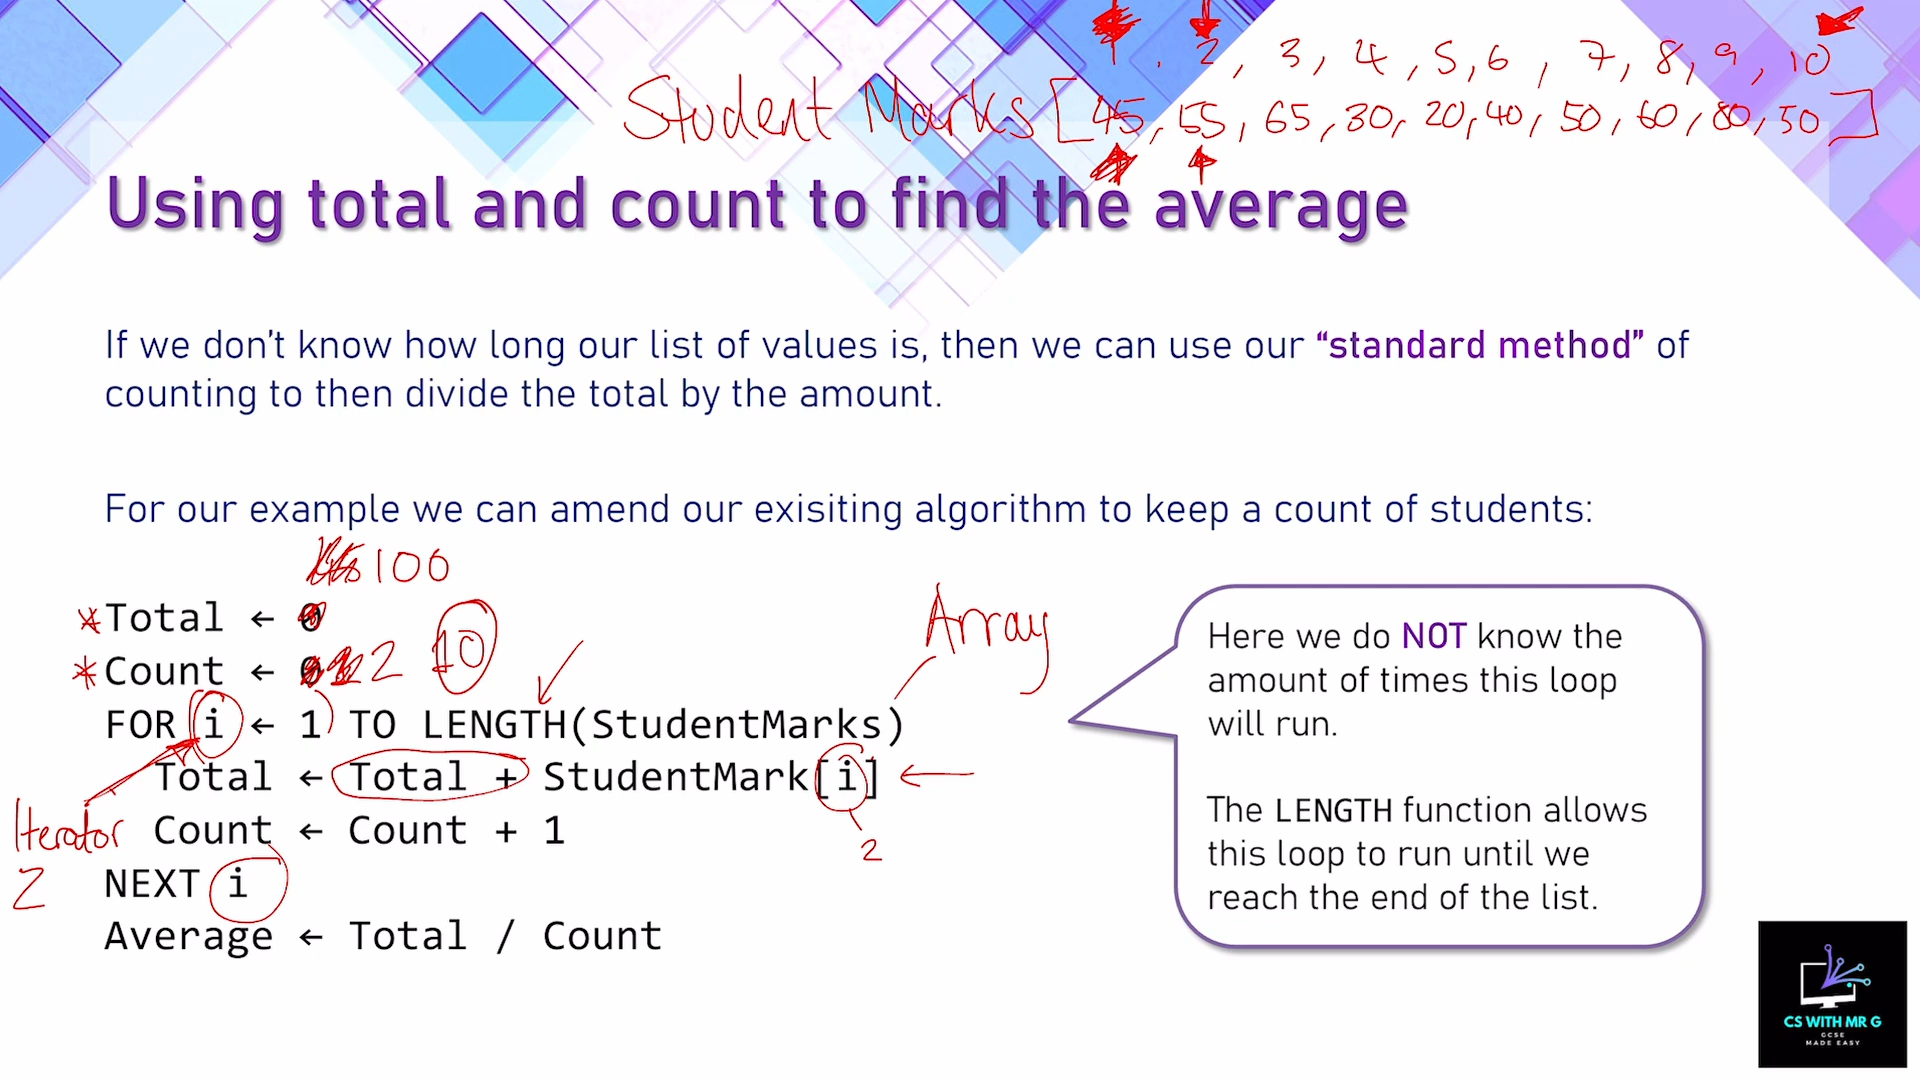 1, 2, 3, 4, 5, 6, 7, 8, 9, 10
Student Marks [45, 55, 65, 30, 20, 40, 50, 60, 80, 50]
Using total and count to find the average
If we don't know how long our list of values is, then we can use our “standard method” of
counting to then divide the total by the amount.
For our example we can amend our exisiting algorithm to keep a count of students:
100
*Total ← 0
*Count ← 2 10
Array
FOR i ← 1 TO LENGTH(StudentMarks)
Total ← Total + StudentMark[i] ←
Iterator
Count ← Count + 1
2
2
NEXT i
Average ← Total / Count
Here we do NOT know the
amount of times this loop
will run.
The LENGTH function allows
this loop to run until we
reach the end of the list.
CS WITH MR G
GCSE
MADE EASY